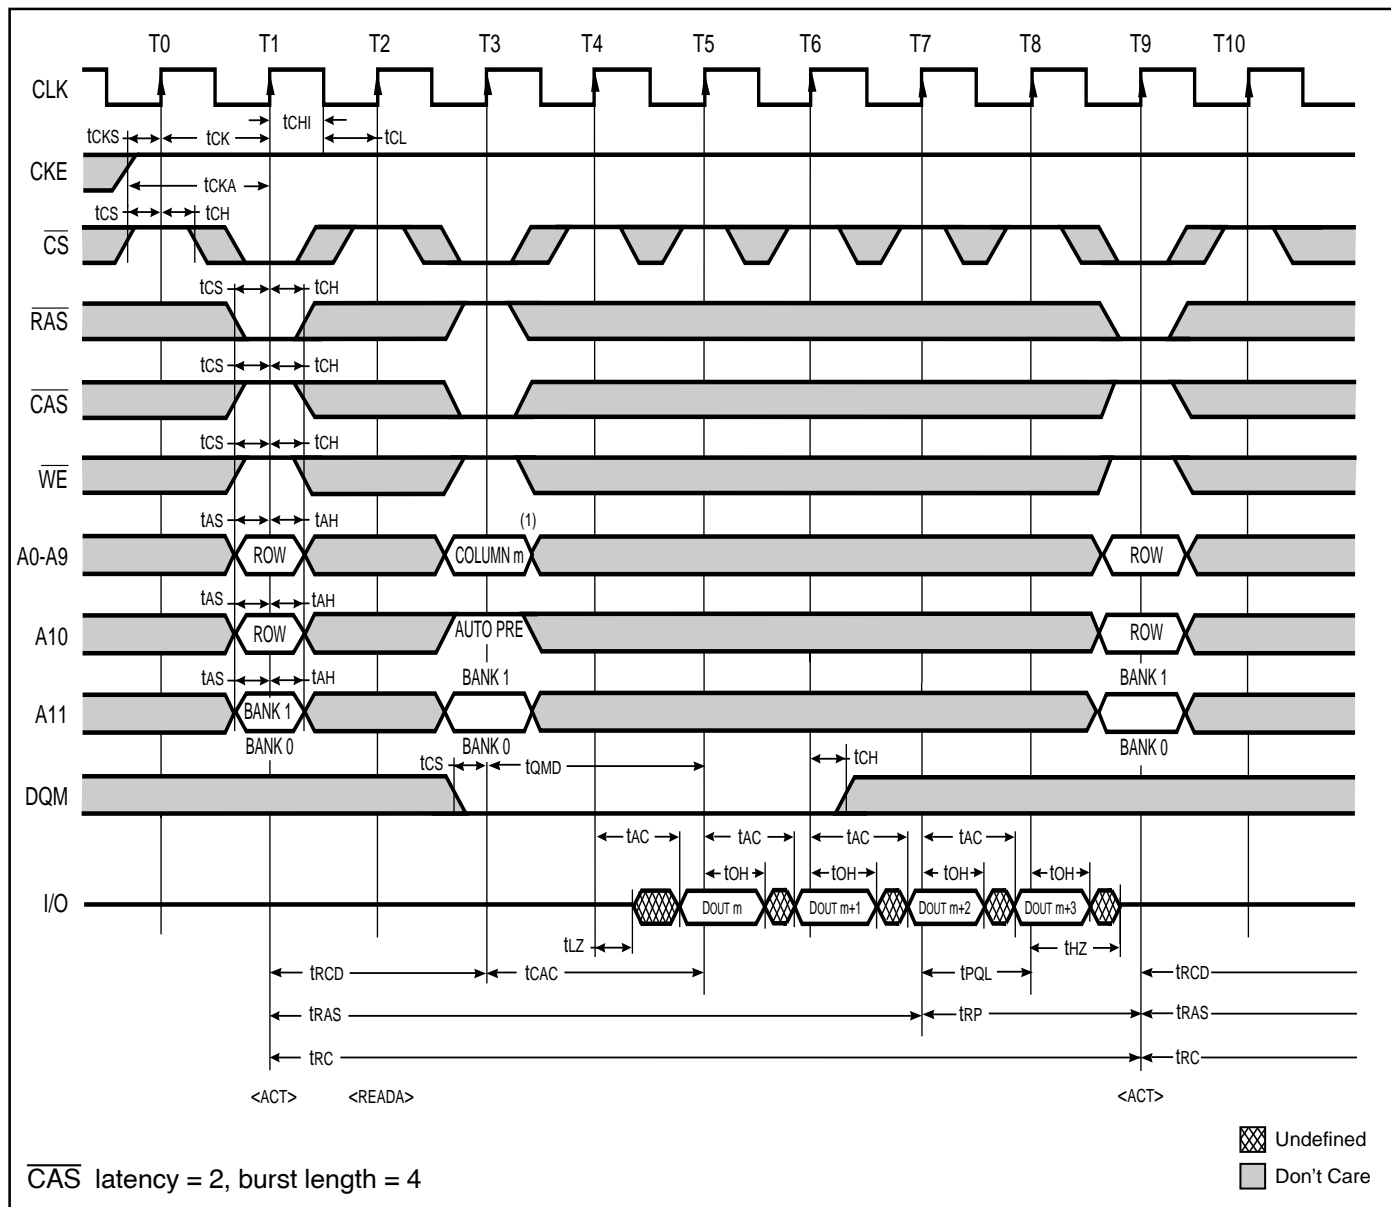 T0 T1 T2 T3 T4 T5 T6 T7 T8 T9 T10
CLK
tCHI
tCKS tCK tCL
CKE
tCKA
tCS tCH
CS
tCS tCH
RAS
tCS tCH
CAS
tCS tCH
WE
tAS tAH (1)
A0-A9 ROW COLUMN m ROW
tAS tAH
A10 ROW AUTO PRE ROW
tAS tAH BANK 1 BANK 1
A11 BANK 1
BANK 0 BANK 0 BANK 0
tCS tQMD tCH
DQM
tAC tAC tAC tAC
tOH tOH tOH tOH
I/O DOUT m DOUT m+1 DOUT m+2 DOUT m+3
tLZ tHZ
tRCD tCAC tPQL tRCD
tRAS tRP tRAS
tRC tRC
<ACT> <READA> <ACT>
Undefined
CAS latency = 2, burst length = 4
Don't Care